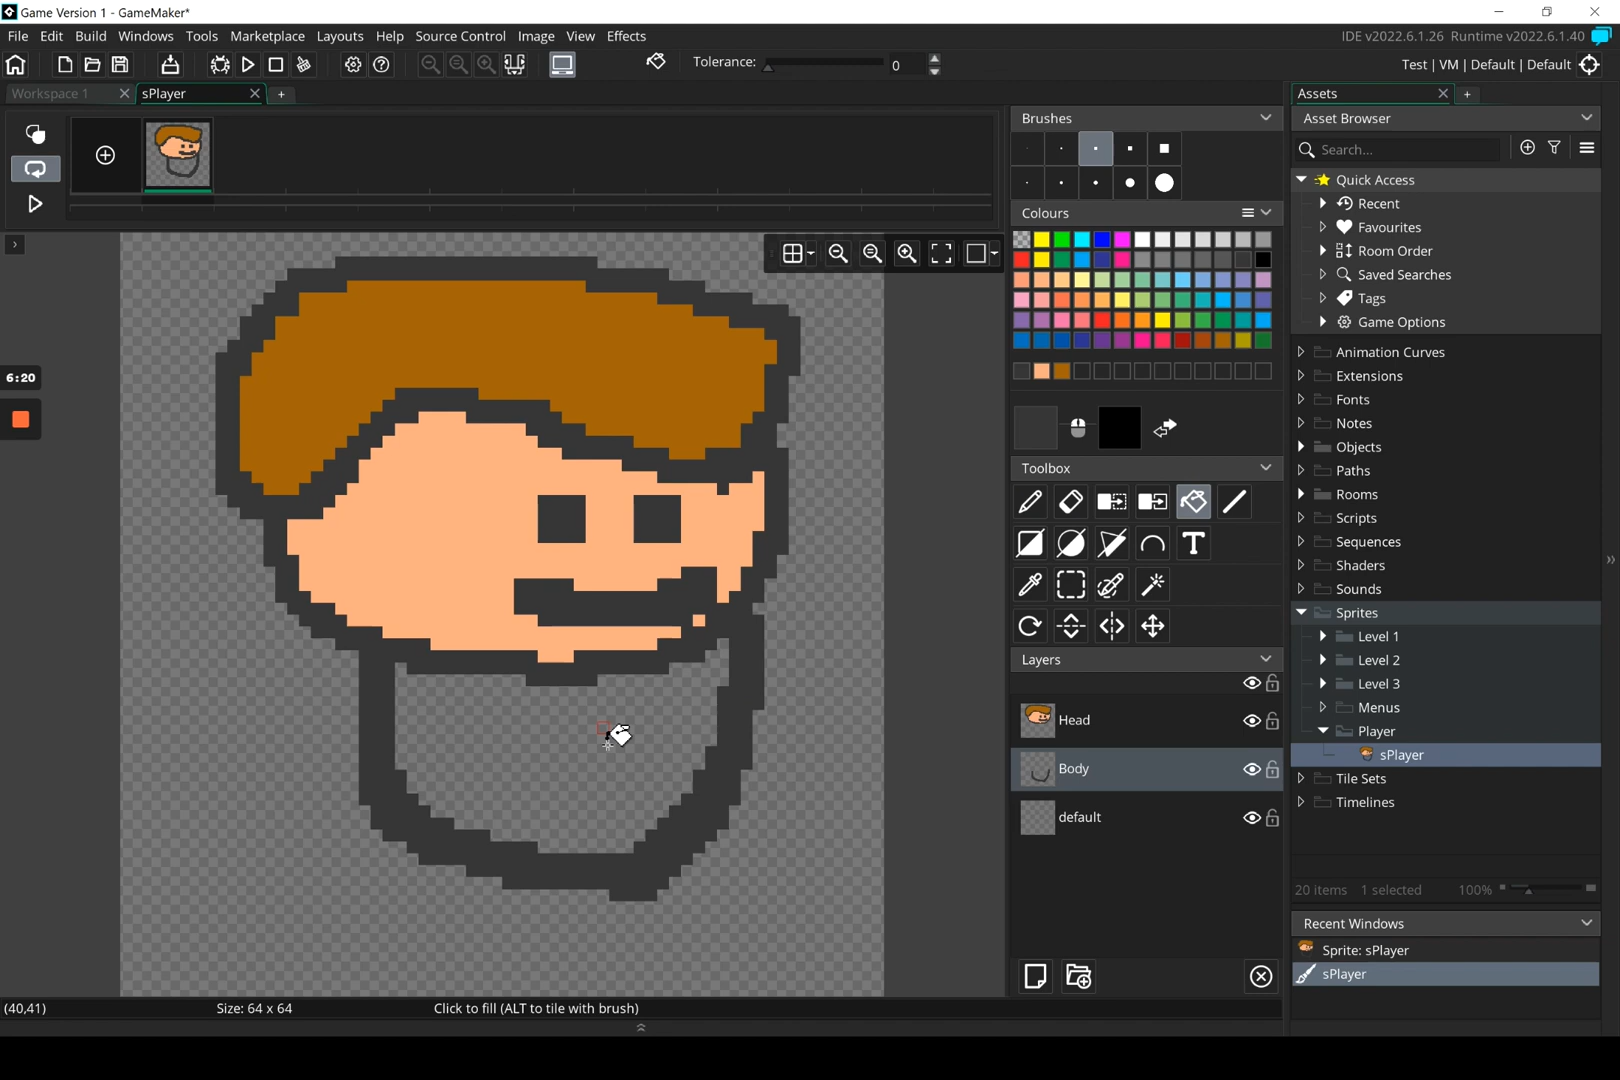 Game Version 1 - GameMaker*
File Edit Build Windows Tools Marketplace Layouts Help Source Control Image View Effects
IDE v2022.6.1.26 Runtime v2022.6.1.40
Tolerance: 0
Test | VM | Default | Default
Workspace 1
sPlayer
Brushes
Assets
Asset Browser
Search...
Quick Access
Recent
Favourites
Room Order
Saved Searches
Tags
Game Options
Animation Curves
Extensions
Fonts
Notes
Objects
Paths
Rooms
Scripts
Sequences
Shaders
Sounds
Sprites
Level 1
Level 2
Level 3
Menus
Player
sPlayer
Tile Sets
Timelines
20 items 1 selected 100%
Recent Windows
Sprite: sPlayer
sPlayer
Colours
Toolbox
T
Layers
Head
Body
default
6:20
(40,41)
Size: 64 x 64
Click to fill (ALT to tile with brush)